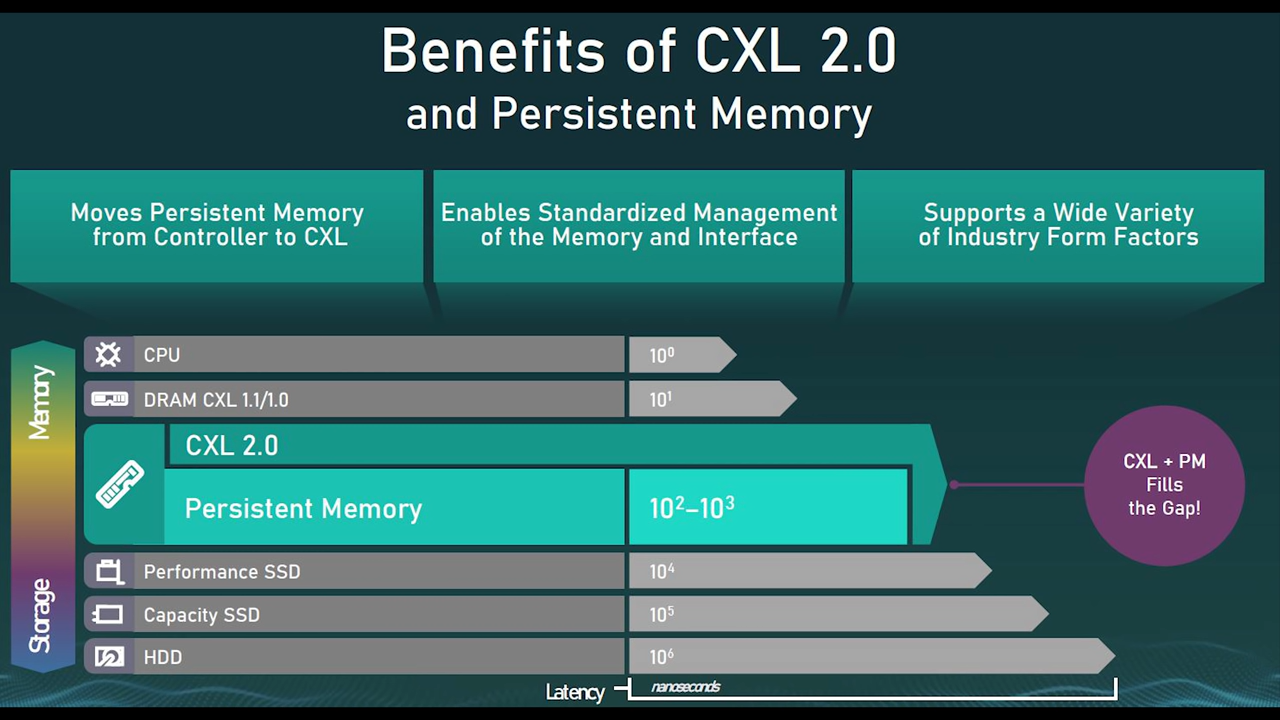 Benefits of CXL 2.0
and Persistent Memory
Moves Persistent Memory
from Controller to CXL
Enables Standardized Management
of the Memory and Interface
Supports a Wide Variety
of Industry Form Factors
Memory
Storage
CPU
10⁰
DRAM CXL 1.1/1.0
10¹
CXL 2.0
Persistent Memory
10²–10³
CXL + PM
Fills
the Gap!
Performance SSD
10⁴
Capacity SSD
10⁵
HDD
10⁶
Latency
nanoseconds